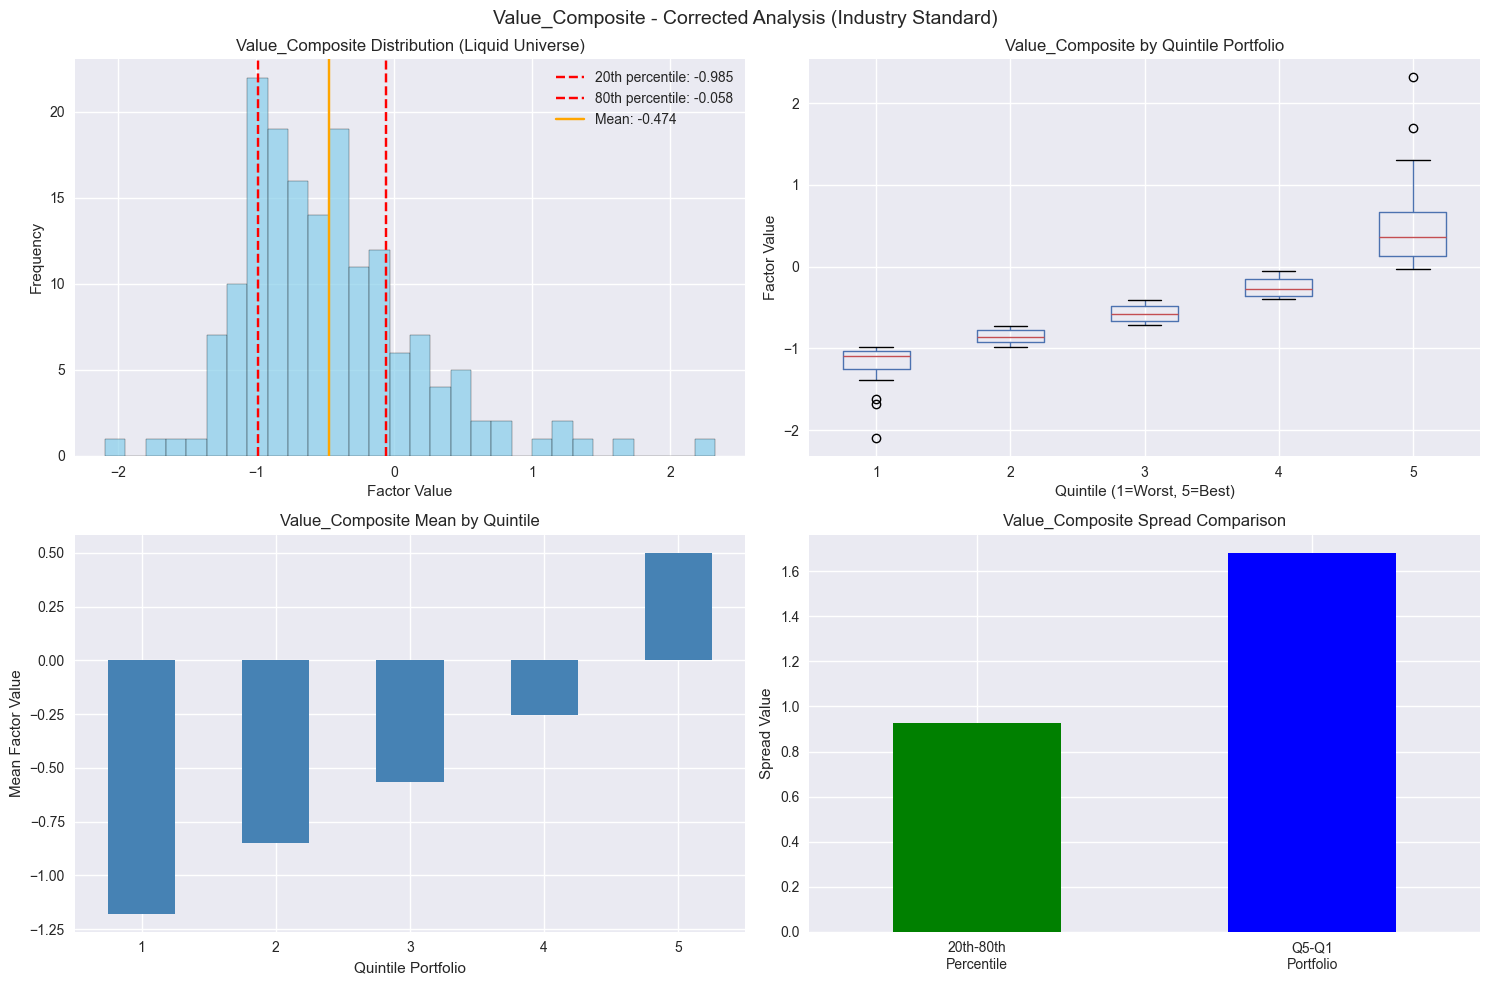 Value_Composite - Corrected Analysis (Industry Standard)
Value_Composite Distribution (Liquid Universe)
20th percentile: -0.985
80th percentile: -0.058
Mean: -0.474
Frequency
20
15
10
5
0
−2
−1
0
1
2
Factor Value
Value_Composite by Quintile Portfolio
Factor Value
2
1
0
−1
−2
1
2
3
4
5
Quintile (1=Worst, 5=Best)
Value_Composite Mean by Quintile
Mean Factor Value
0.50
0.25
0.00
−0.25
−0.50
−0.75
−1.00
−1.25
1
2
3
4
5
Quintile Portfolio
Value_Composite Spread Comparison
Spread Value
1.6
1.4
1.2
1.0
0.8
0.6
0.4
0.2
0.0
20th-80th
Percentile
Q5-Q1
Portfolio